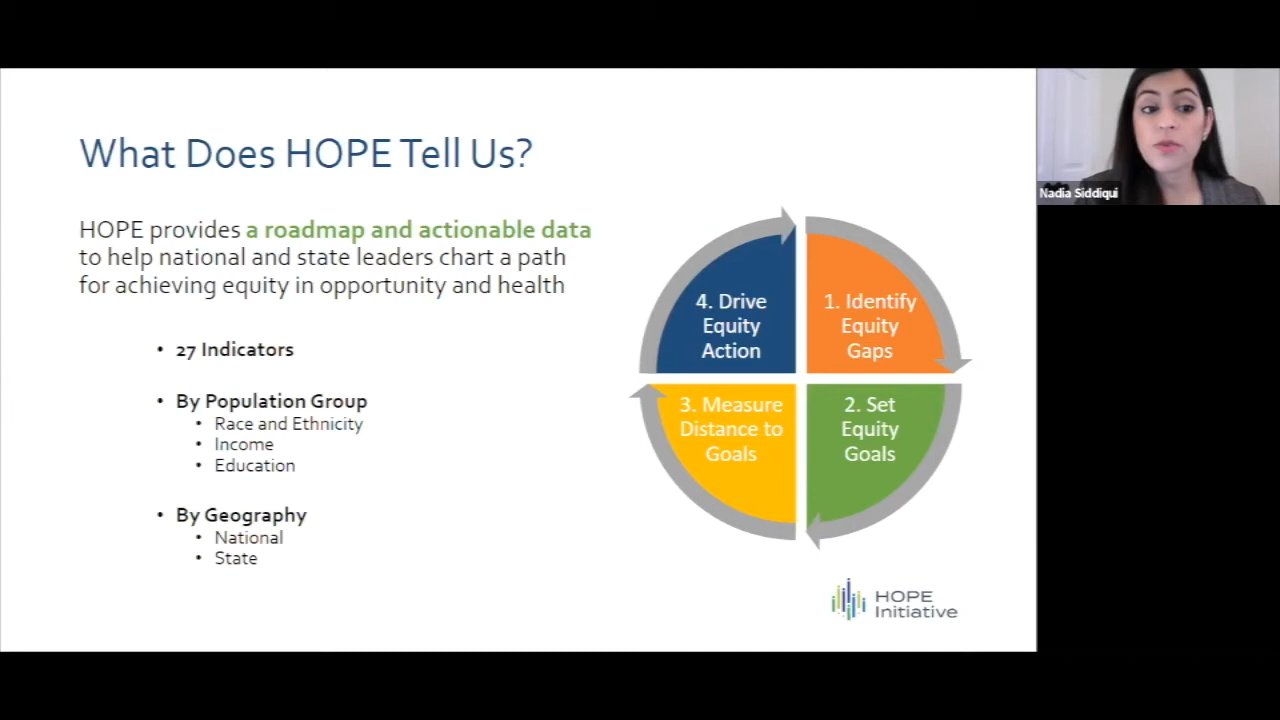 What Does HOPE Tell Us?
HOPE provides a roadmap and actionable data
to help national and state leaders chart a path
for achieving equity in opportunity and health
• 27 Indicators
• By Population Group
• Race and Ethnicity
• Income
• Education
• By Geography
• National
• State
4. Drive
Equity
Action
1. Identify
Equity
Gaps
3. Measure
Distance to
Goals
2. Set
Equity
Goals
HOPE
Initiative
Nadia Siddiqui